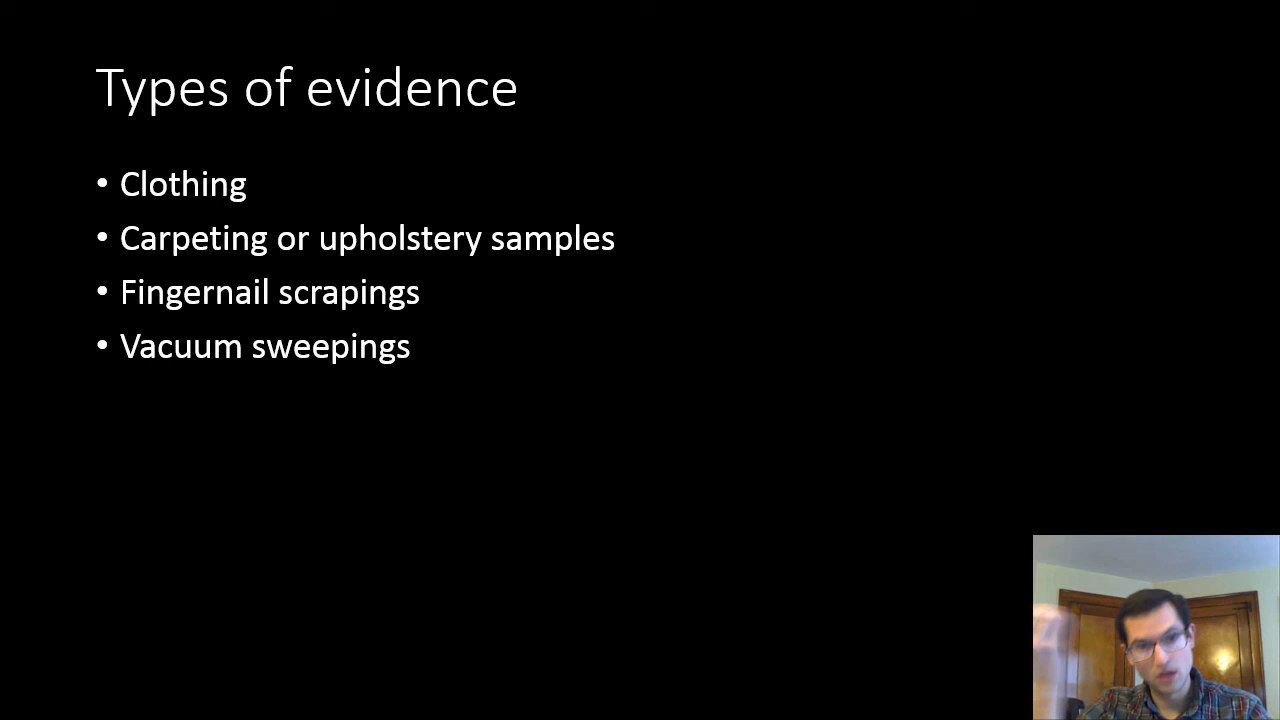 Types of evidence
• Clothing
• Carpeting or upholstery samples
• Fingernail scrapings
• Vacuum sweepings